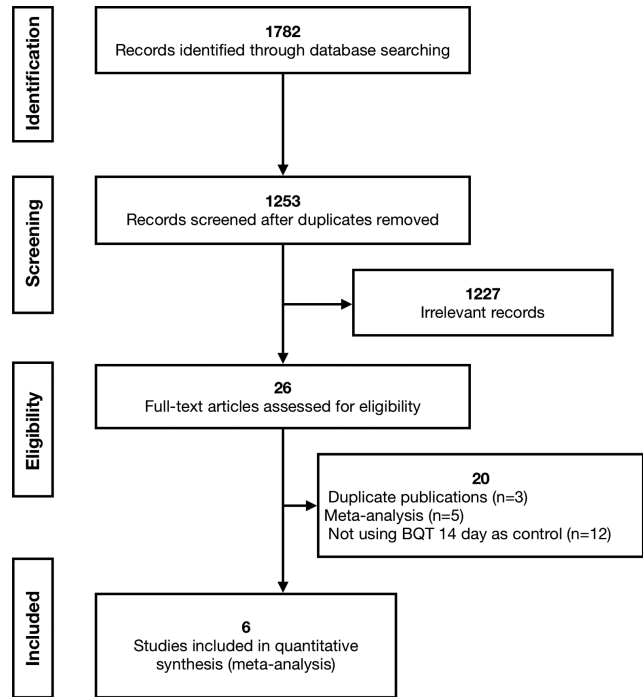 Identification
1782
Records identified through database searching
Screening
1253
Records screened after duplicates removed
1227
Irrelevant records
Eligibility
26
Full-text articles assessed for eligibility
20
Duplicate publications (n=3)
Meta-analysis (n=5)
Not using BQT 14 day as control (n=12)
Included
6
Studies included in quantitative
synthesis (meta-analysis)